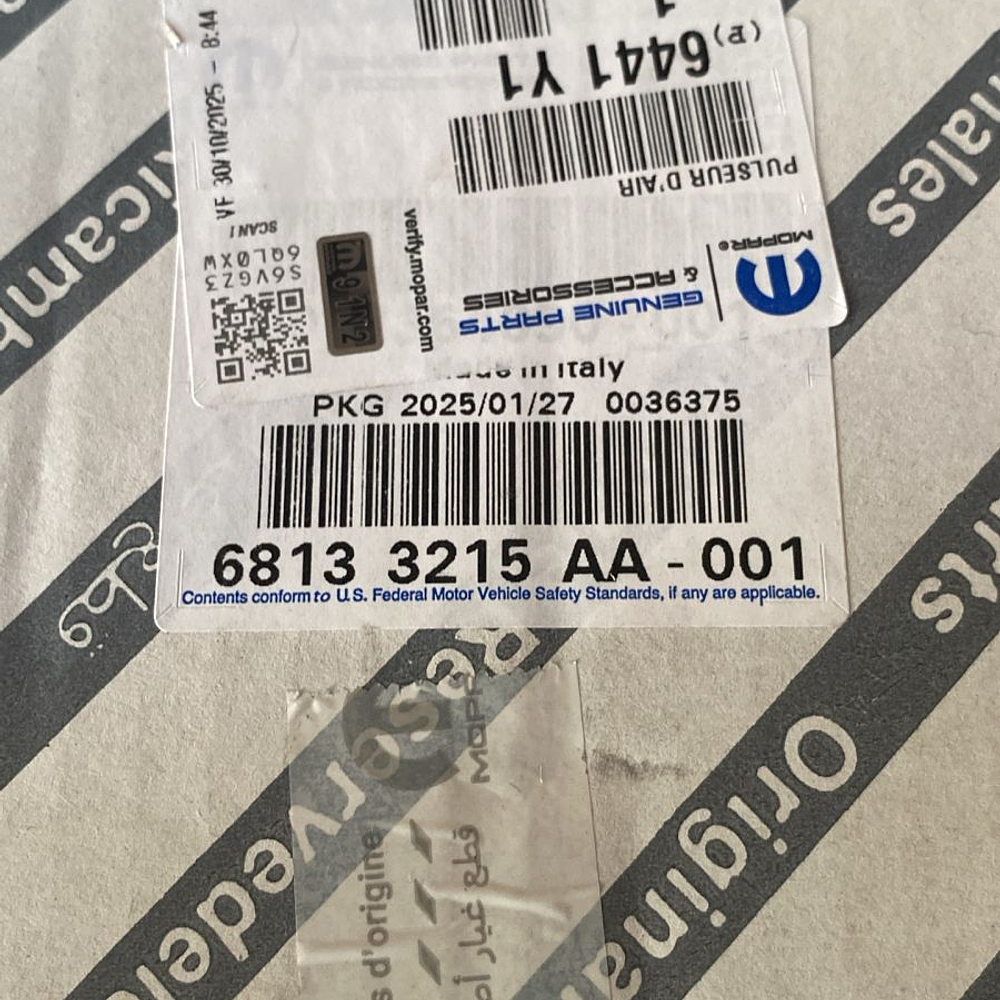 (P) 6441 Y1
PULSEUR D'AIR
MOPAR®
GENUINE PARTS
& ACCESSORIES
VF 30/10/2025 - 8:44
SCAN!
S6VGZ3
6QL0XW
m-91N2
verify.mopar.com
in Italy
PKG 2025/01/27 0036375
6813 3215 AA - 001
Contents conform to U.S. Federal Motor Vehicle Safety Standards, if any are applicable.
d'origine
قطع غيار
Reservedele
Original